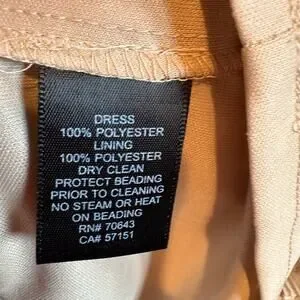 DRESS
100% POLYESTER
LINING
100% POLYESTER
DRY CLEAN
PROTECT BEADING
PRIOR TO CLEANING
NO STEAM OR HEAT
ON BEADING
RN# 70643
CA# 57151